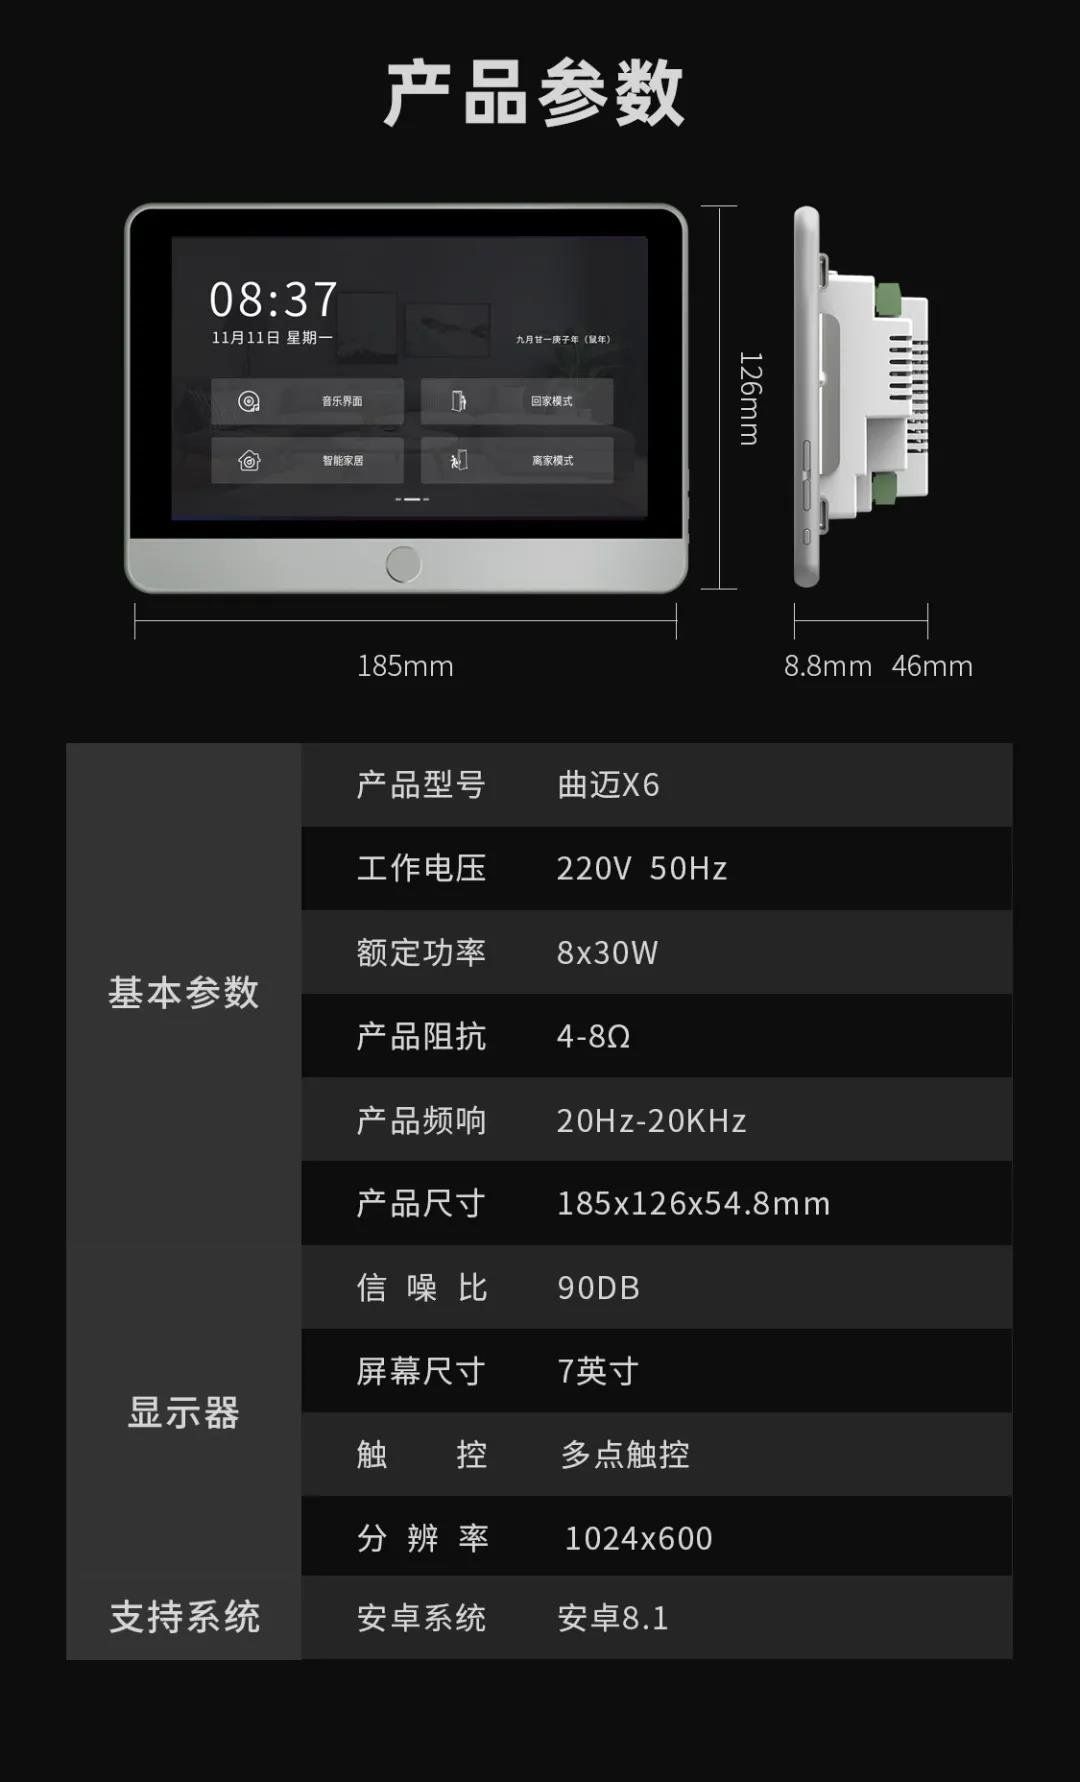 产品参数
08:37
11月11日 星期一
九月廿一庚子年（鼠年）
音乐界面
回家模式
智能家居
离家模式
126mm
185mm
8.8mm 46mm
基本参数
产品型号 曲迈X6
工作电压 220V 50Hz
额定功率 8x30W
产品阻抗 4-8Ω
产品频响 20Hz-20KHz
产品尺寸 185x126x54.8mm
显示器
信噪比 90DB
屏幕尺寸 7英寸
触控 多点触控
分辨率 1024x600
支持系统
安卓系统 安卓8.1